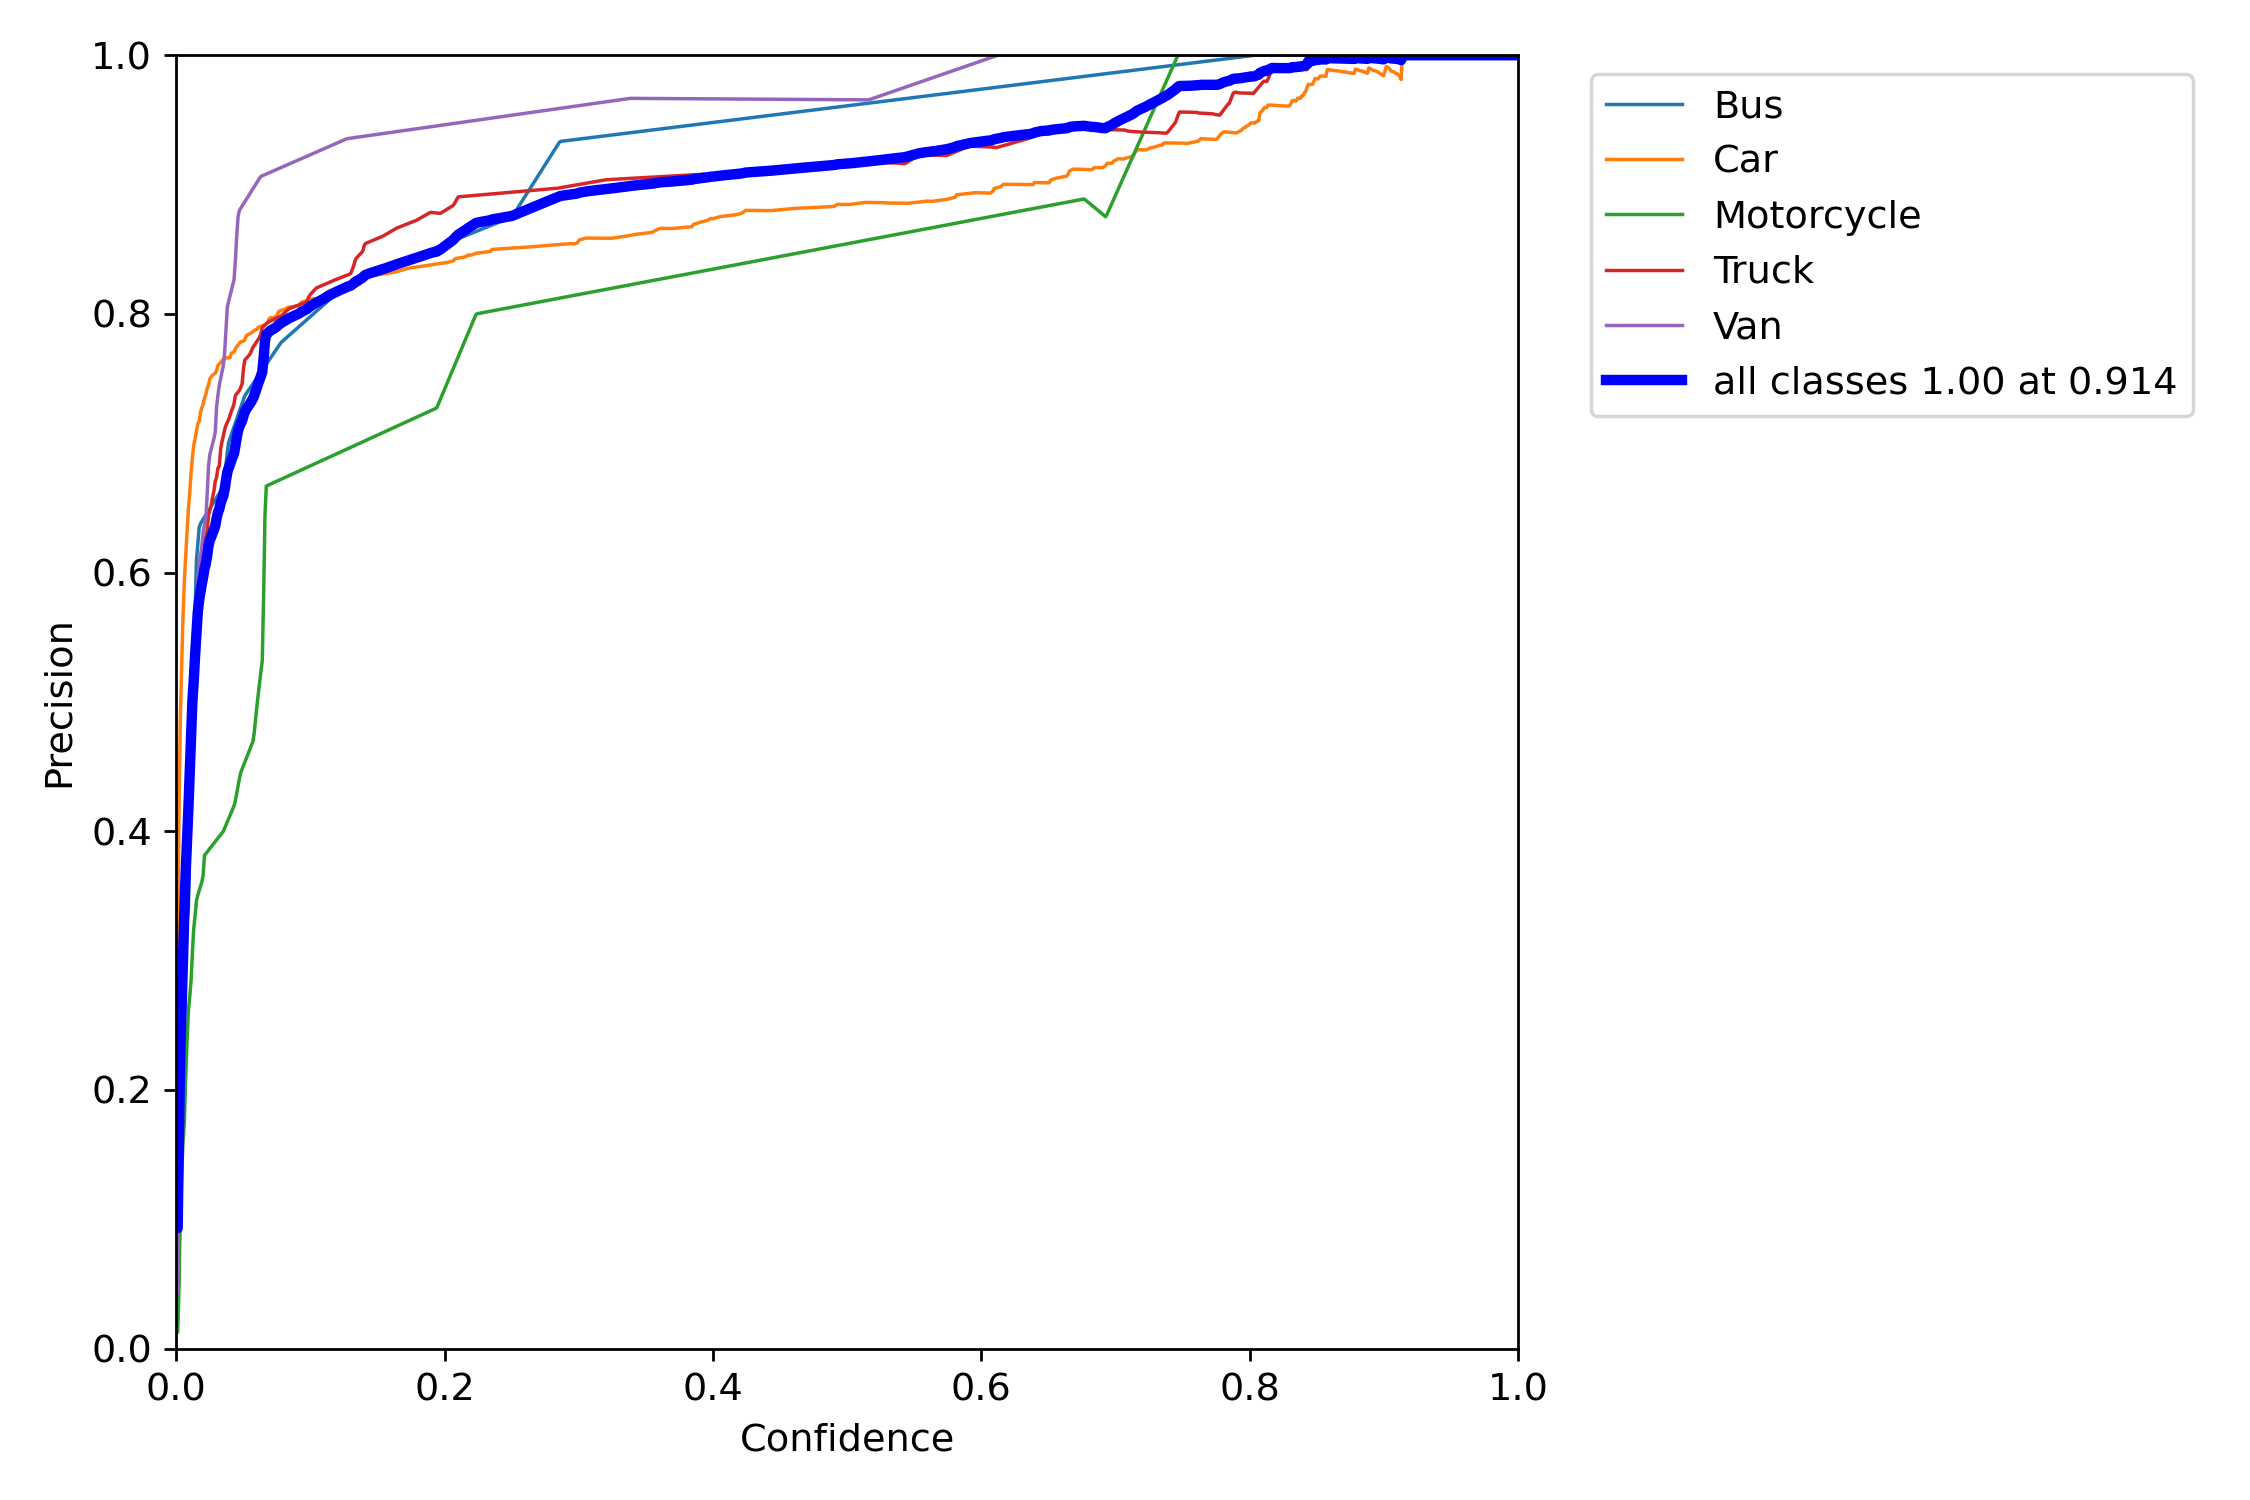 1.0
0.8
0.6
0.4
0.2
0.0
Precision
0.0 0.2 0.4 0.6 0.8 1.0
Confidence
Bus
Car
Motorcycle
Truck
Van
all classes 1.00 at 0.914